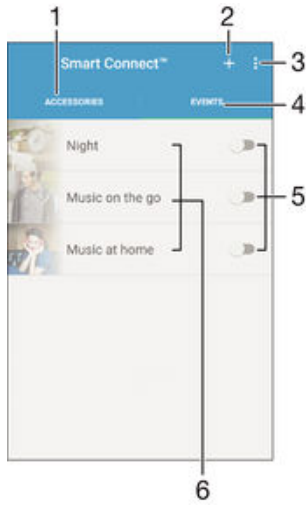 2
1
Smart Connect™
3
ACCESSORIES
EVENTS
4
Night
Music on the go
5
Music at home
6